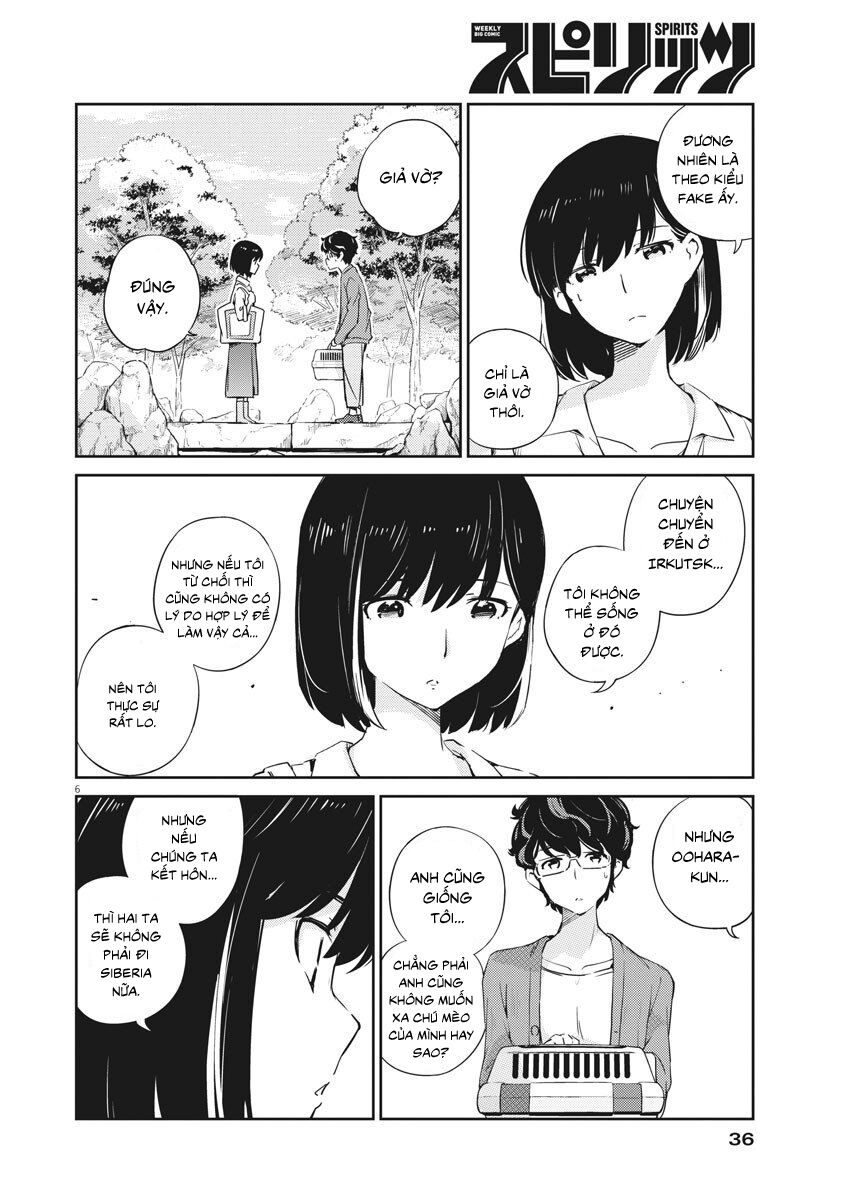 WEEKLY
BIG COMIC
スピリッツ
SPIRITS
ĐƯƠNG
NHIÊN LÀ
THEO KIỂU
FAKE ẤY.
CHỈ LÀ
GIẢ VỜ
THÔI.
GIẢ VỜ?
ĐÚNG
VẬY.
CHUYỆN
CHUYỂN
ĐẾN Ở
IRKUTSK...
TÔI KHÔNG
THỂ SỐNG
Ở ĐÓ
ĐƯỢC.
NHƯNG NẾU TÔI
TỪ CHỐI THÌ
CŨNG KHÔNG CÓ
LÝ DO HỢP LÝ ĐỂ
LÀM VẬY CẢ...
NÊN TÔI
THỰC SỰ
RẤT LO.
6
NHƯNG
OOHARA-
KUN...
ANH CŨNG
GIỐNG
TÔI...
CHẲNG PHẢI
ANH CŨNG
KHÔNG MUỐN
XA CHÚ MÈO
CỦA MÌNH HAY
SAO?
NHƯNG
NẾU
CHÚNG TA
KẾT HÔN...
THÌ HAI TA
SẼ KHÔNG
PHẢI ĐI
SIBERIA
NỮA.
36